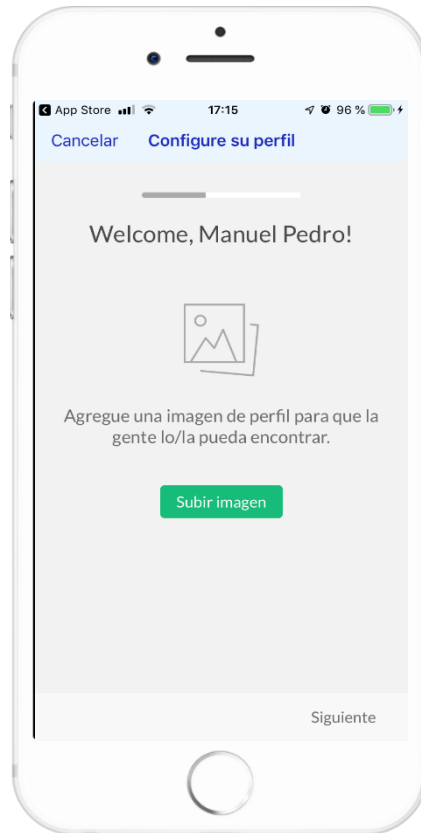 App Store 17:15 96 %
Cancelar Configure su perfil
Welcome, Manuel Pedro!
Agregue una imagen de perfil para que la
gente lo/la pueda encontrar.
Subir imagen
Siguiente